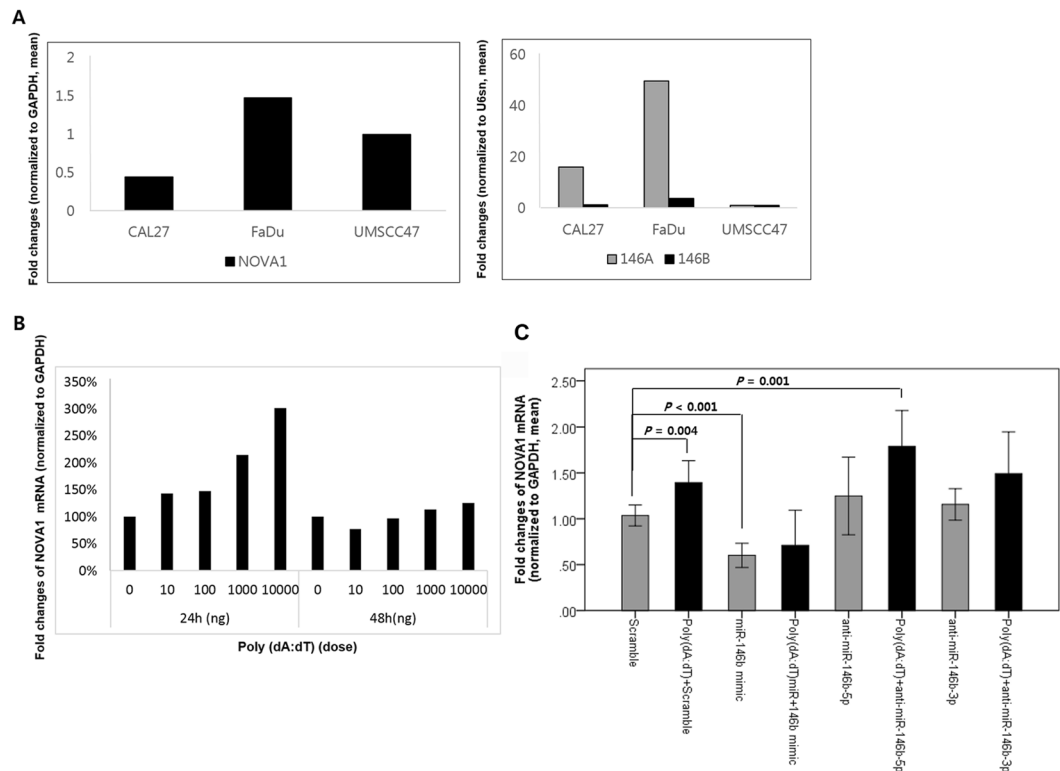 A
Fold changes (normalized to GAPDH, mean)
2
1.5
1
0.5
0
CAL27 FaDu UMSCC47
NOVA1
Fold changes (normalized to U6sn, mean)
60
40
20
0
CAL27 FaDu UMSCC47
146A 146B
B
Fold changes of NOVA1 mRNA (normalized to GAPDH)
350%
300%
250%
200%
150%
100%
50%
0%
0 10 100 1000 10000 0 10 100 1000 10000
24h (ng) 48h(ng)
Poly (dA:dT) (dose)
C
Fold changes of NOVA1 mRNA
(normalized to GAPDH, mean)
2.50
2.00
1.50
1.00
0.50
.00
P = 0.001
P < 0.001
P = 0.004
Scramble
Poly(dA:dT)+Scramble
miR-146b mimic
Poly(dA:dT)miR+146b mimic
anti-miR-146b-5p
Poly(dA:dT)+anti-miR-146b-5p
anti-miR-146b-3p
Poly(dA:dT)+anti-miR-146b-3p